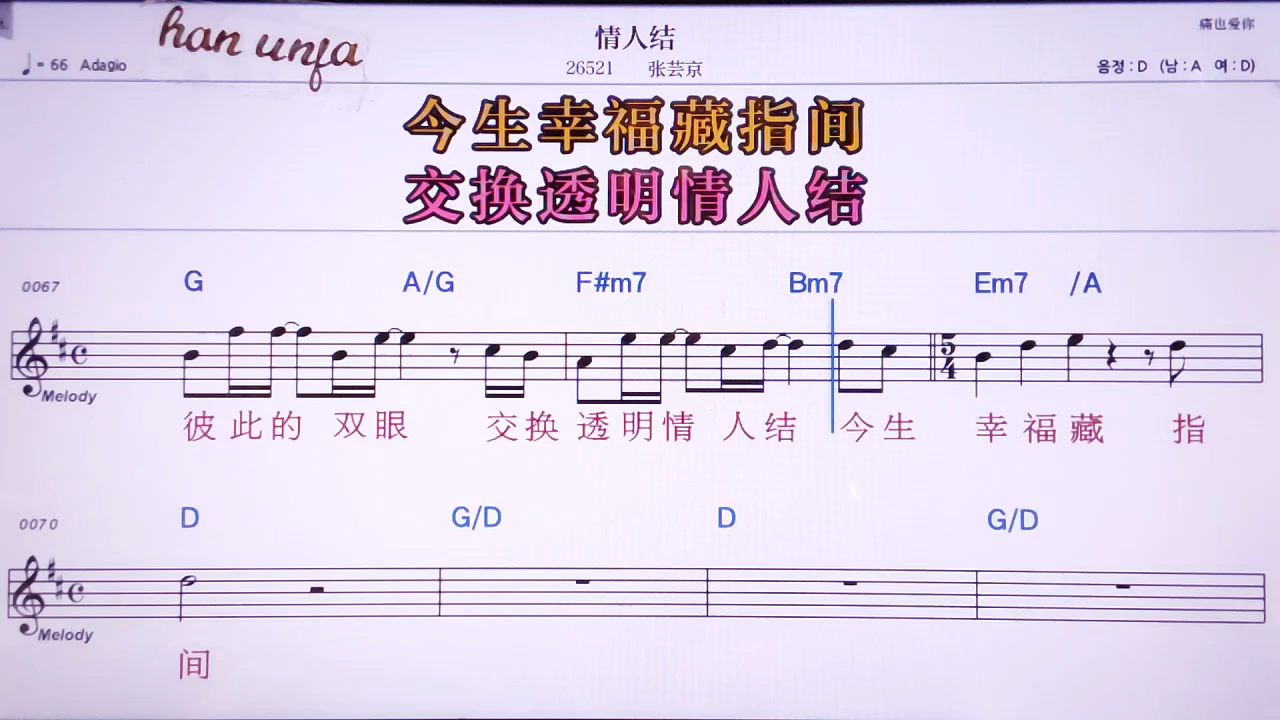 han unfa
情人结
痛也爱你
♩= 66 Adagio
26521 张芸京
음정 : D (남 : A 여 : D)
今生幸福藏指间
交换透明情人结
0067 G A/G F#m7 Bm7 Em7 /A
5
4
Melody
彼此的 双眼 交换 透明情 人结 今生 幸福藏 指
0070 D G/D D G/D
Melody
间